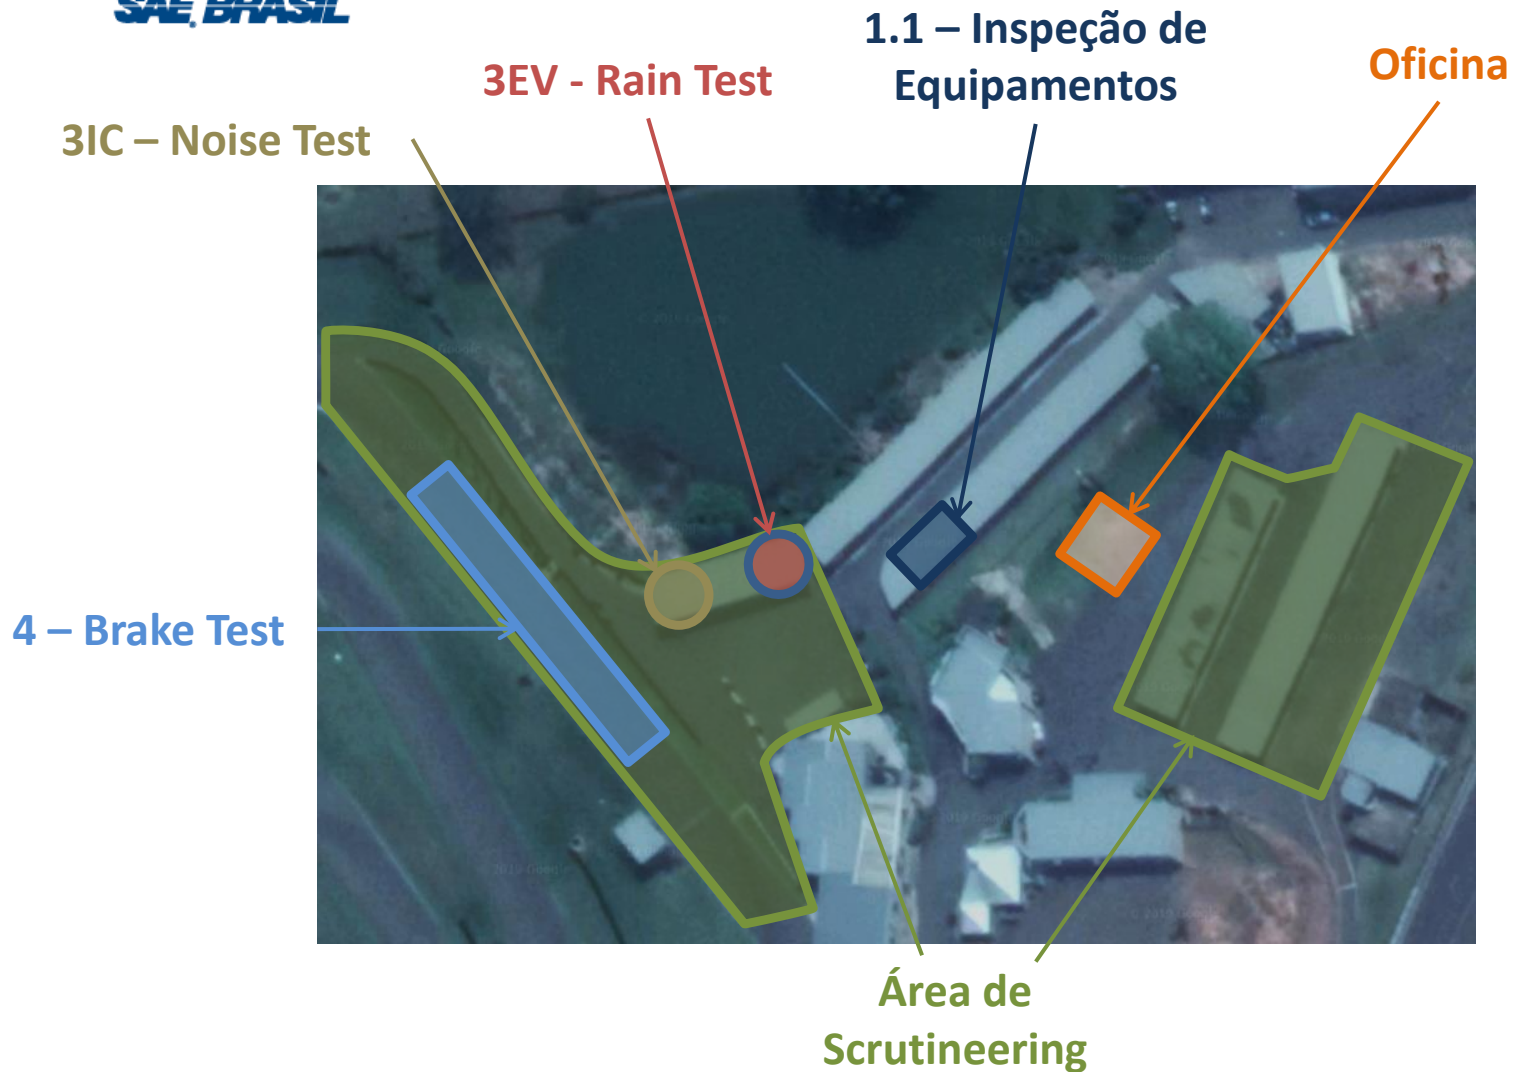 SAE BRASIL
1.1 – Inspeção de
Equipamentos
Oficina
3EV - Rain Test
3IC – Noise Test
4 – Brake Test
Área de
Scrutineering